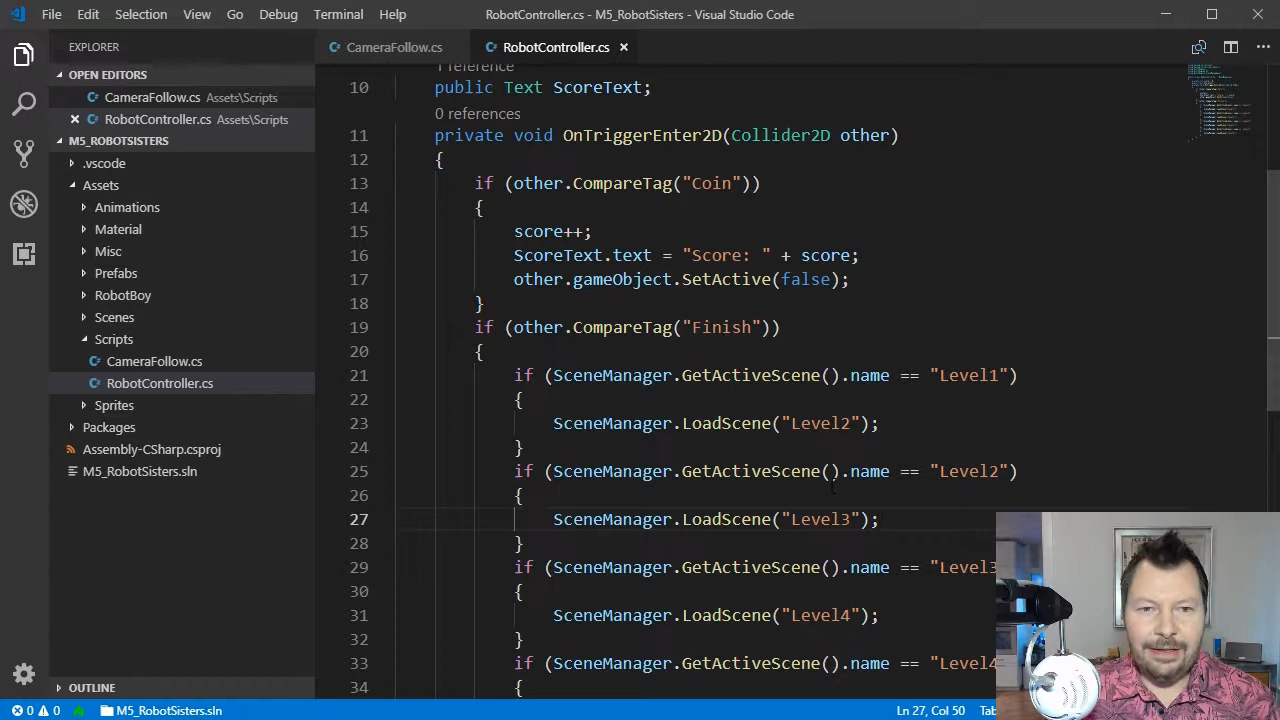 File Edit Selection View Go Debug Terminal Help RobotController.cs - M5_RobotSisters - Visual Studio Code
EXPLORER
OPEN EDITORS
CameraFollow.cs Assets\Scripts
RobotController.cs Assets\Scripts
M5_ROBOTSISTERS
.vscode
Assets
Animations
Material
Misc
Prefabs
RobotBoy
Scenes
Scripts
CameraFollow.cs
RobotController.cs
Sprites
Packages
Assembly-CSharp.csproj
M5_RobotSisters.sln
OUTLINE
CameraFollow.cs RobotController.cs
1 reference
10 public Text ScoreText;
0 references
11 private void OnTriggerEnter2D(Collider2D other)
12 {
13 if (other.CompareTag("Coin"))
14 {
15 score++;
16 ScoreText.text = "Score: " + score;
17 other.gameObject.SetActive(false);
18 }
19 if (other.CompareTag("Finish"))
20 {
21 if (SceneManager.GetActiveScene().name == "Level1")
22 {
23 SceneManager.LoadScene("Level2");
24 }
25 if (SceneManager.GetActiveScene().name == "Level2")
26 {
27 SceneManager.LoadScene("Level3");
28 }
29 if (SceneManager.GetActiveScene().name == "Level3
30 {
31 SceneManager.LoadScene("Level4");
32 }
33 if (SceneManager.GetActiveScene().name == "Level4
34 {
0 0 M5_RobotSisters.sln Ln 27, Col 50 Tab